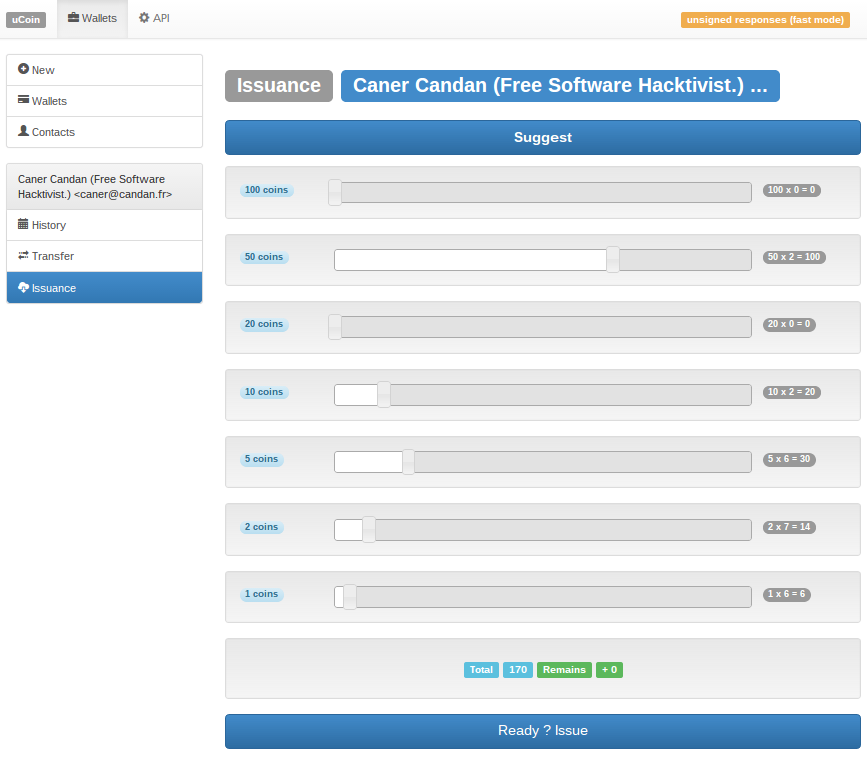 uCoin Wallets API unsigned responses (fast mode)
New
Wallets
Contacts
Caner Candan (Free Software
Hacktivist.) <caner@candan.fr>
History
Transfer
Issuance
Issuance Caner Candan (Free Software Hacktivist.) ...
Suggest
100 coins 100 x 0 = 0
50 coins 50 x 2 = 100
20 coins 20 x 0 = 0
10 coins 10 x 2 = 20
5 coins 5 x 6 = 30
2 coins 2 x 7 = 14
1 coins 1 x 6 = 6
Total 170 Remains + 0
Ready ? Issue